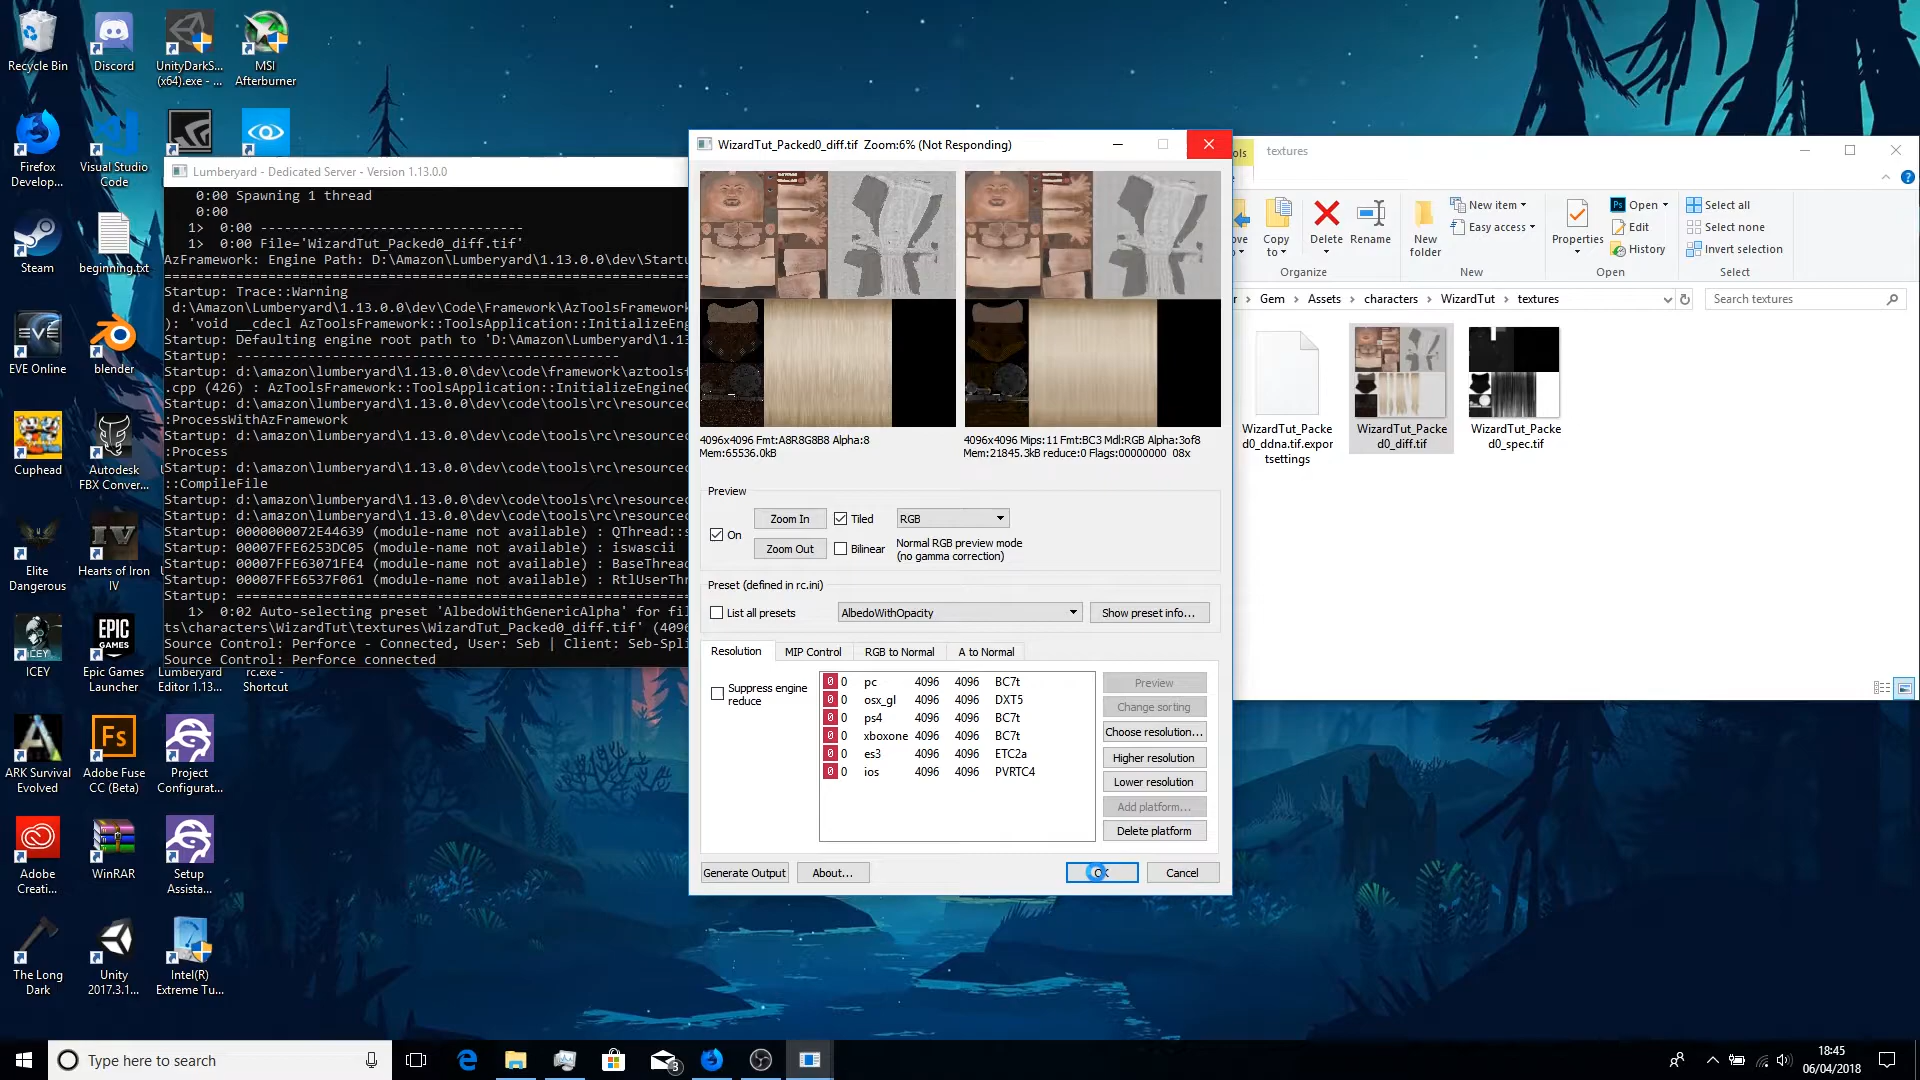 Recycle Bin
Discord
UnityDarkS...
(x64).exe - ...
MSI
Afterburner
Firefox
Develop...
Visual Studio
Code
Steam
beginning.txt
EVE Online
blender
Cuphead
Autodesk
FBX Conver...
Elite
Dangerous
Hearts of Iron
IV
ICEY
Epic Games
Launcher
Lumberyard
Editor 1.13...
rc.exe -
Shortcut
ARK Survival
Evolved
Adobe Fuse
CC (Beta)
Project
Configurat...
Adobe
Creati...
WinRAR
Setup
Assista...
The Long
Dark
Unity
2017.3.1...
Intel(R)
Extreme Tu...
Lumberyard - Dedicated Server - Version 1.13.0.0
0:00 Spawning 1 thread
0:00
1> 0:00 ---------------------------------
1> 0:00 File='WizardTut_Packed0_diff.tif'
AzFramework: Engine Path: D:\Amazon\Lumberyard\1.13.0.0\dev\Startu
Startup: Trace::Warning
d:\Amazon\Lumberyard\1.13.0.0\dev\Code\Framework\AzToolsFramework
): 'void __cdecl AzToolsFramework::ToolsApplication::InitializeEng
Startup: Defaulting engine root path to 'D:\Amazon\Lumberyard\1.13
Startup: ------------------------------------------------
Startup: d:\amazon\lumberyard\1.13.0.0\dev\code\framework\aztools
.cpp (426) : AzToolsFramework::ToolsApplication::InitializeEngine
Startup: d:\amazon\lumberyard\1.13.0.0\dev\code\tools\rc\resource
:ProcessWithAzFramework
Startup: d:\amazon\lumberyard\1.13.0.0\dev\code\tools\rc\resource
:Process
Startup: d:\amazon\lumberyard\1.13.0.0\dev\code\tools\rc\resource
::CompileFile
Startup: d:\amazon\lumberyard\1.13.0.0\dev\code\tools\rc\resource
Startup: d:\amazon\lumberyard\1.13.0.0\dev\code\tools\rc\resource
Startup: 0000000072E44639 (module-name not available) : QThread::s
Startup: 00007FFE6253DC05 (module-name not available) : iswascii
Startup: 00007FFE63071FE4 (module-name not available) : BaseThread
Startup: 00007FFE6537F061 (module-name not available) : RtlUserThr
Startup: ================================================
1> 0:02 Auto-selecting preset 'AlbedoWithGenericAlpha' for fil
ts\characters\WizardTut\textures\WizardTut_Packed0_diff.tif' (4096
Source Control: Perforce - Connected, User: Seb | Client: Seb-Spli
Source Control: Perforce connected
WizardTut_Packed0_diff.tif Zoom:6% (Not Responding)
4096x4096 Fmt:A8R8G8B8 Alpha:8
Mem:65536.0kB
4096x4096 Mips:11 Fmt:BC3 Mdl:RGB Alpha:3of8
Mem:21845.3kB reduce:0 Flags:00000000 08x
Preview
On
Zoom In
Tiled
RGB
Zoom Out
Bilinear
Normal RGB preview mode
(no gamma correction)
Preset (defined in rc.ini)
List all presets
AlbedoWithOpacity
Show preset info...
Resolution
MIP Control
RGB to Normal
A to Normal
Suppress engine
reduce
0 0 pc 4096 4096 BC7t
0 0 osx_gl 4096 4096 DXT5
0 0 ps4 4096 4096 BC7t
0 0 xboxone 4096 4096 BC7t
0 0 es3 4096 4096 ETC2a
0 0 ios 4096 4096 PVRTC4
Preview
Change sorting
Choose resolution...
Higher resolution
Lower resolution
Add platform...
Delete platform
Generate Output
About...
OK
Cancel
ols
textures
ove
to
Copy
to
Delete
Rename
Organize
New
folder
New item
Easy access
New
Properties
Ps Open
Edit
History
Open
Select all
Select none
Invert selection
Select
r > Gem > Assets > characters > WizardTut > textures
Search textures
WizardTut_Packe
d0_ddna.tif.expor
tsettings
WizardTut_Packe
d0_diff.tif
WizardTut_Packe
d0_spec.tif
Type here to search
3
18:45
06/04/2018